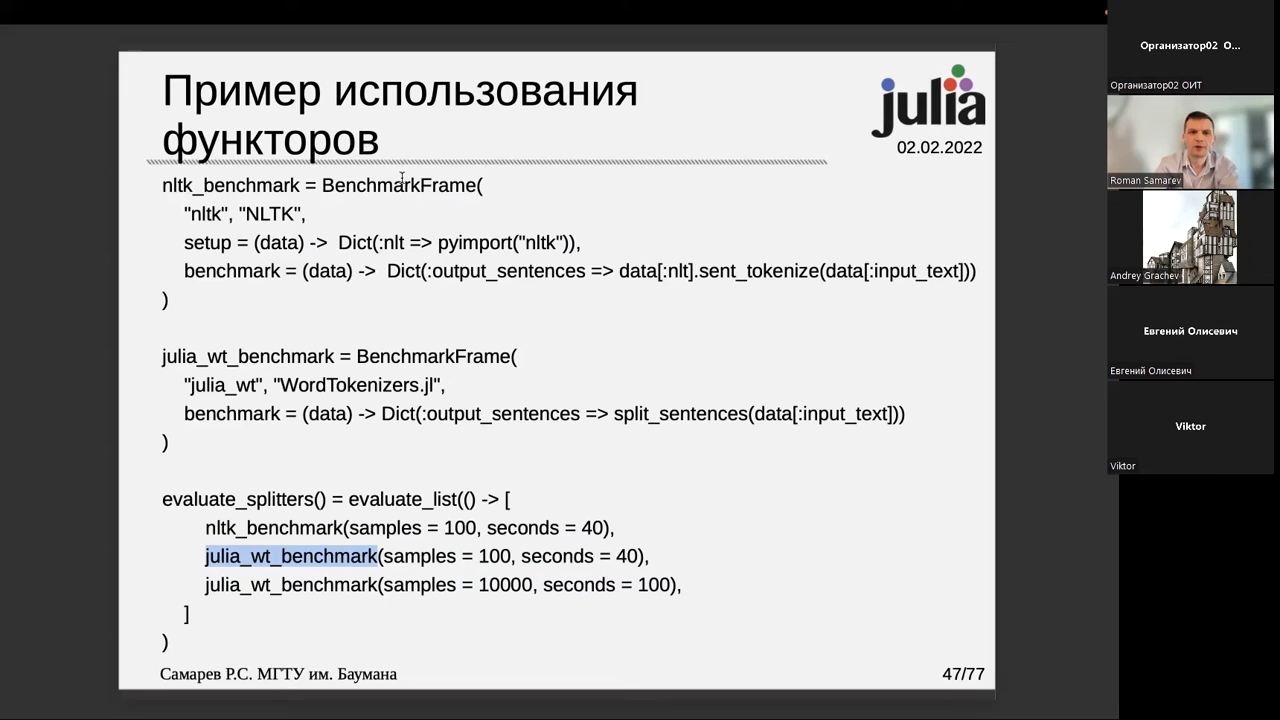 Пример использования
функторов
julia
02.02.2022
nltk_benchmark = BenchmarkFrame(
"nltk", "NLTK",
setup = (data) -> Dict(:nlt => pyimport("nltk")),
benchmark = (data) -> Dict(:output_sentences => data[:nlt].sent_tokenize(data[:input_text]))
)
julia_wt_benchmark = BenchmarkFrame(
"julia_wt", "WordTokenizers.jl",
benchmark = (data) -> Dict(:output_sentences => split_sentences(data[:input_text]))
)
evaluate_splitters() = evaluate_list(() -> [
nltk_benchmark(samples = 100, seconds = 40),
julia_wt_benchmark(samples = 100, seconds = 40),
julia_wt_benchmark(samples = 10000, seconds = 100),
]
)
Самарев Р.С. МГТУ им. Баумана
47/77
Организатор02 О...
Организатор02 ОИТ
Roman Samarev
Andrey Grachev
Евгений Олисевич
Евгений Олисевич
Viktor
Viktor